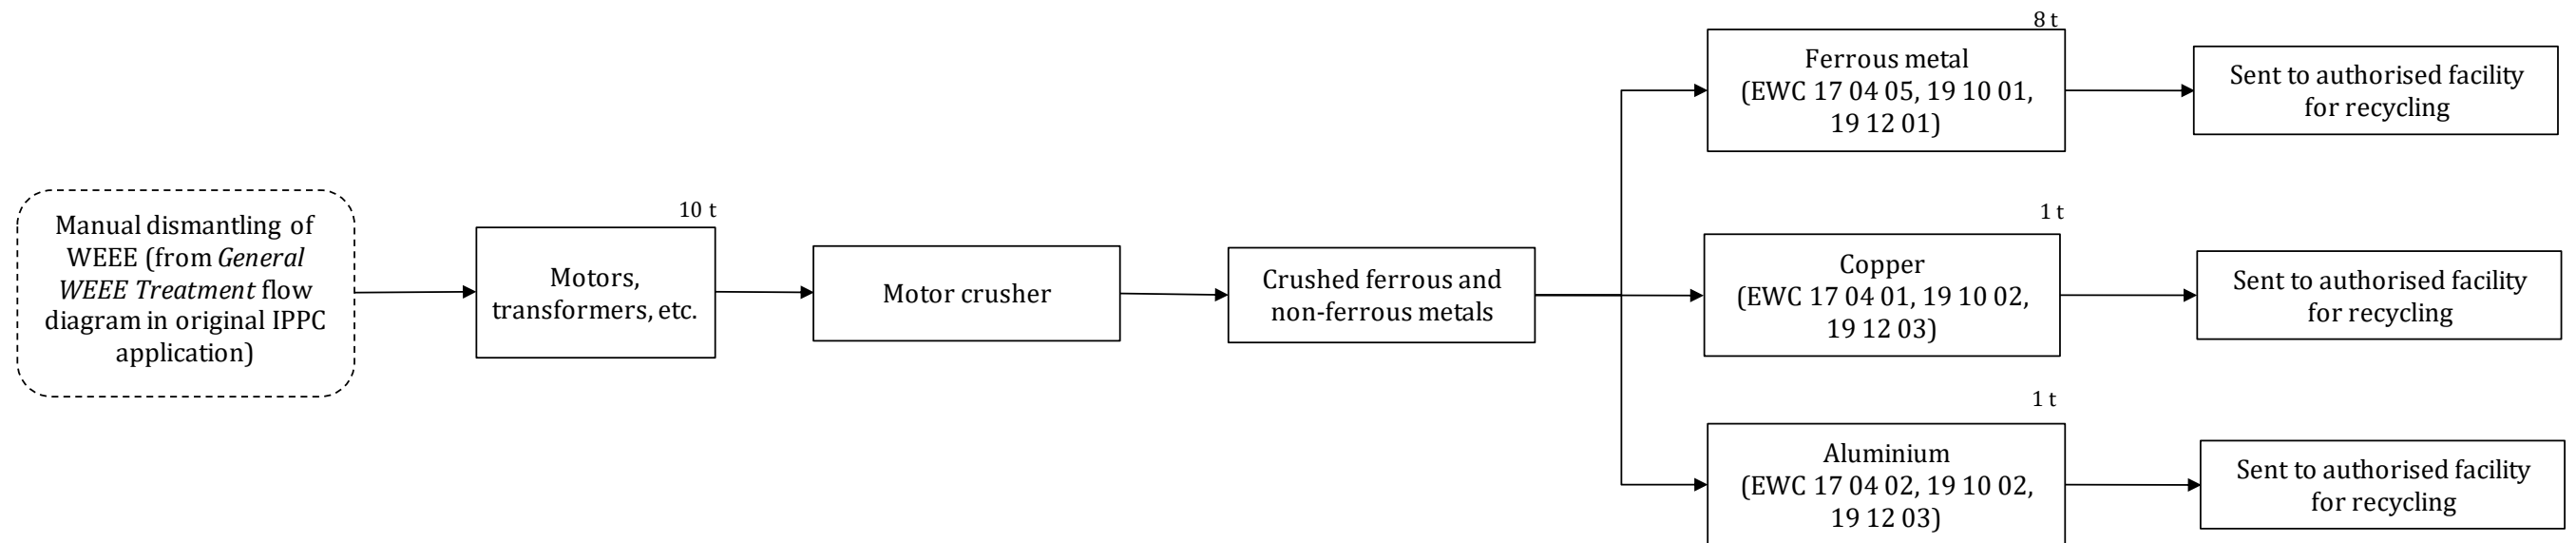 Manual dismantling of
WEEE (from General
WEEE Treatment flow
diagram in original IPPC
application)
10 t
Motors,
transformers, etc.
Motor crusher
Crushed ferrous and
non-ferrous metals
8 t
Ferrous metal
(EWC 17 04 05, 19 10 01,
19 12 01)
Sent to authorised facility
for recycling
1 t
Copper
(EWC 17 04 01, 19 10 02,
19 12 03)
Sent to authorised facility
for recycling
1 t
Aluminium
(EWC 17 04 02, 19 10 02,
19 12 03)
Sent to authorised facility
for recycling